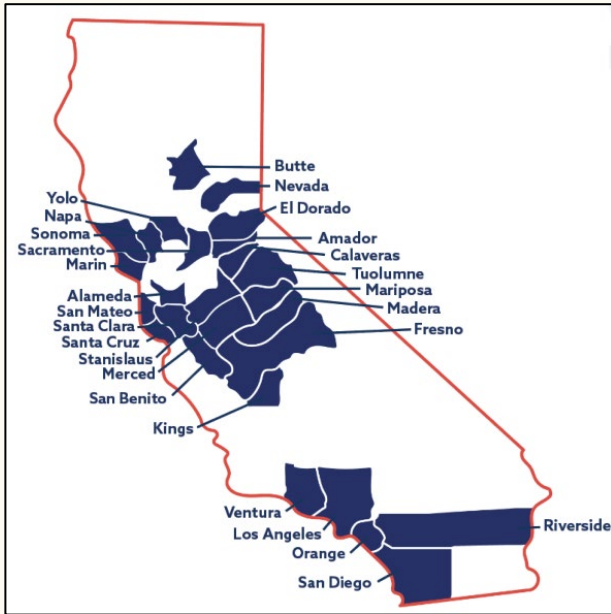 Butte
Nevada
El Dorado
Yolo
Napa
Sonoma
Sacramento
Marin
Amador
Calaveras
Tuolumne
Mariposa
Madera
Fresno
Alameda
San Mateo
Santa Clara
Santa Cruz
Stanislaus
Merced
San Benito
Kings
Ventura
Los Angeles
Orange
San Diego
Riverside